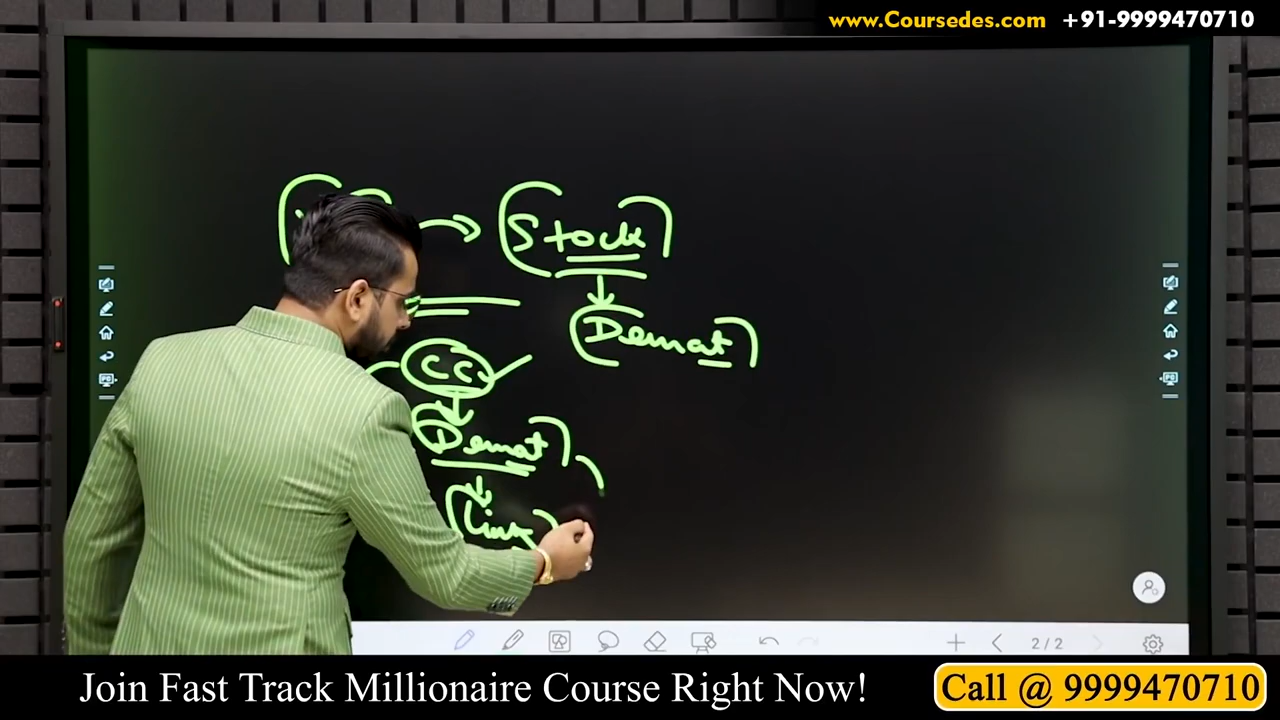 www.Coursedes.com +91-9999470710
Stock
Demat
CC
Demat
Link
2/2
Join Fast Track Millionaire Course Right Now!
Call @ 9999470710